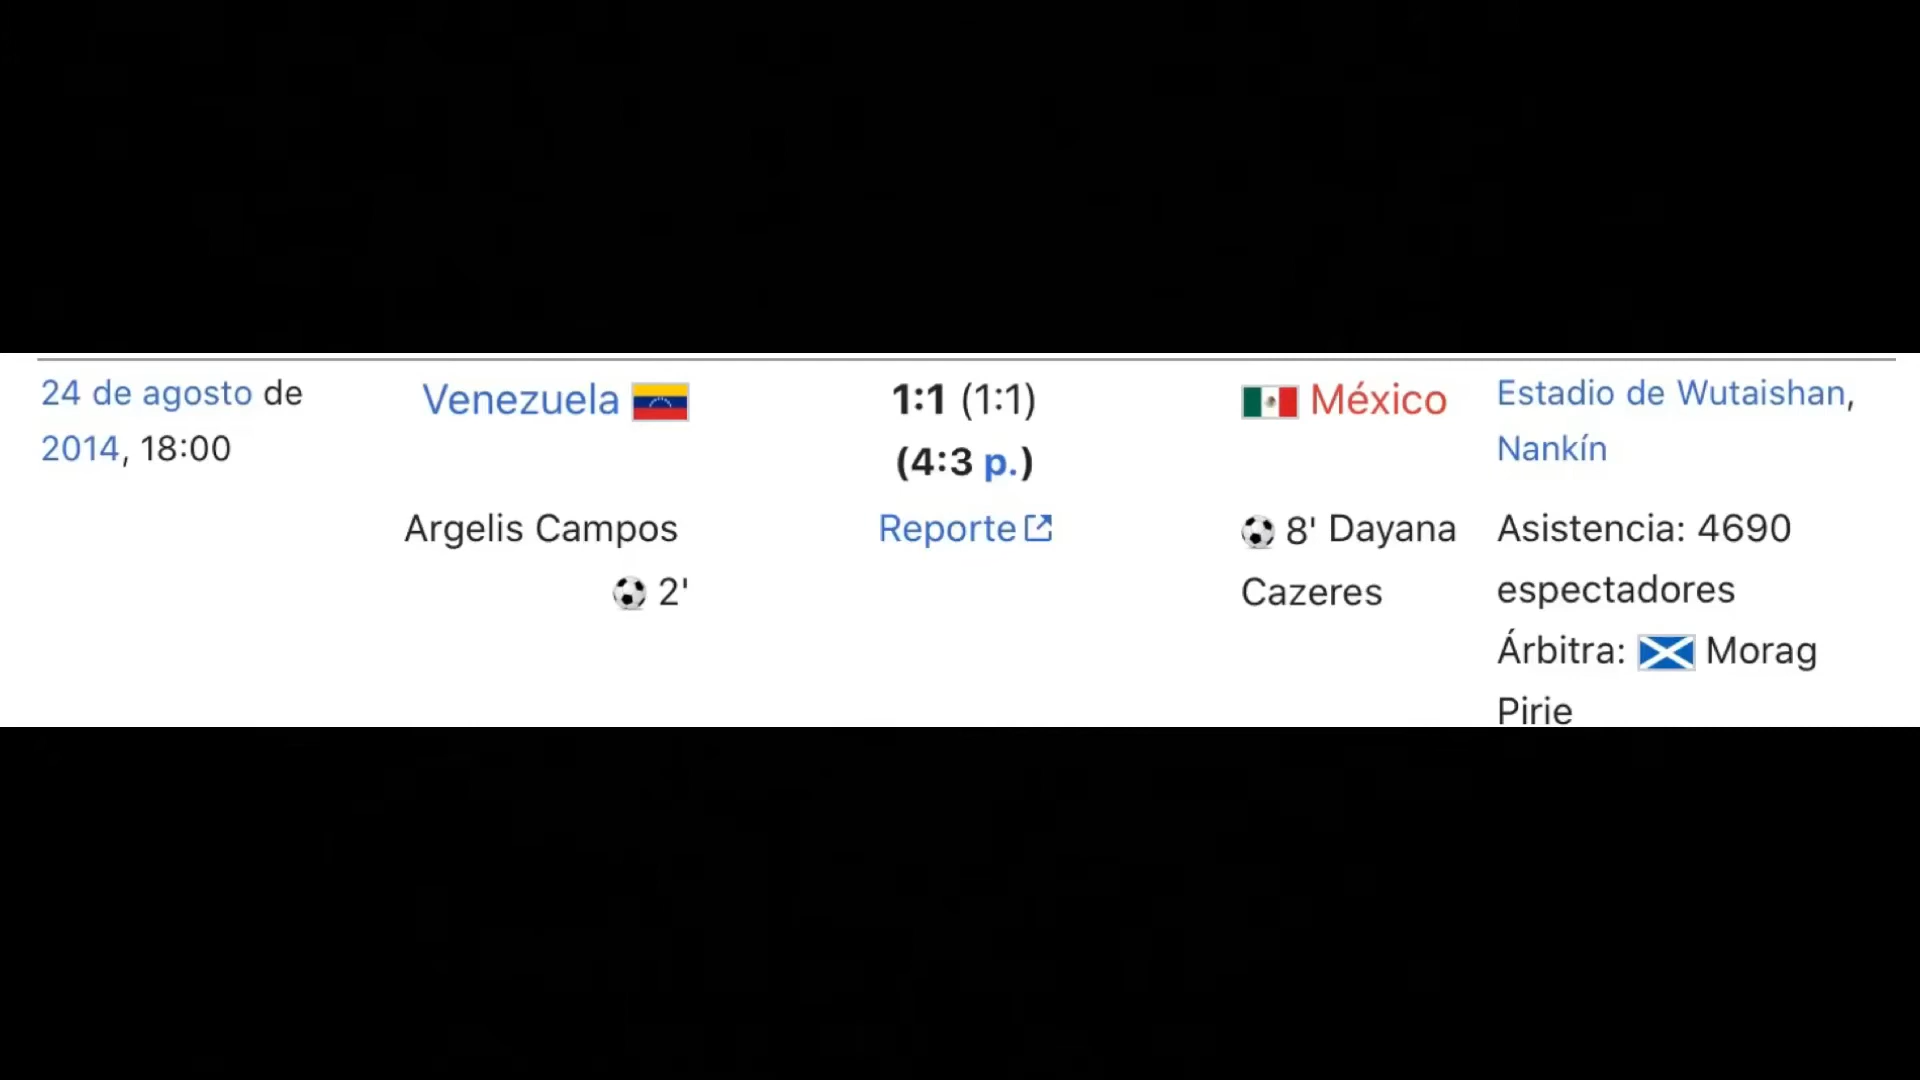 24 de agosto de
2014, 18:00
Venezuela
1:1 (1:1)
(4:3 p.)
México
Estadio de Wutaishan,
Nankín
Argelis Campos
2'
Reporte
8' Dayana
Cazeres
Asistencia: 4690
espectadores
Árbitra: Morag
Pirie